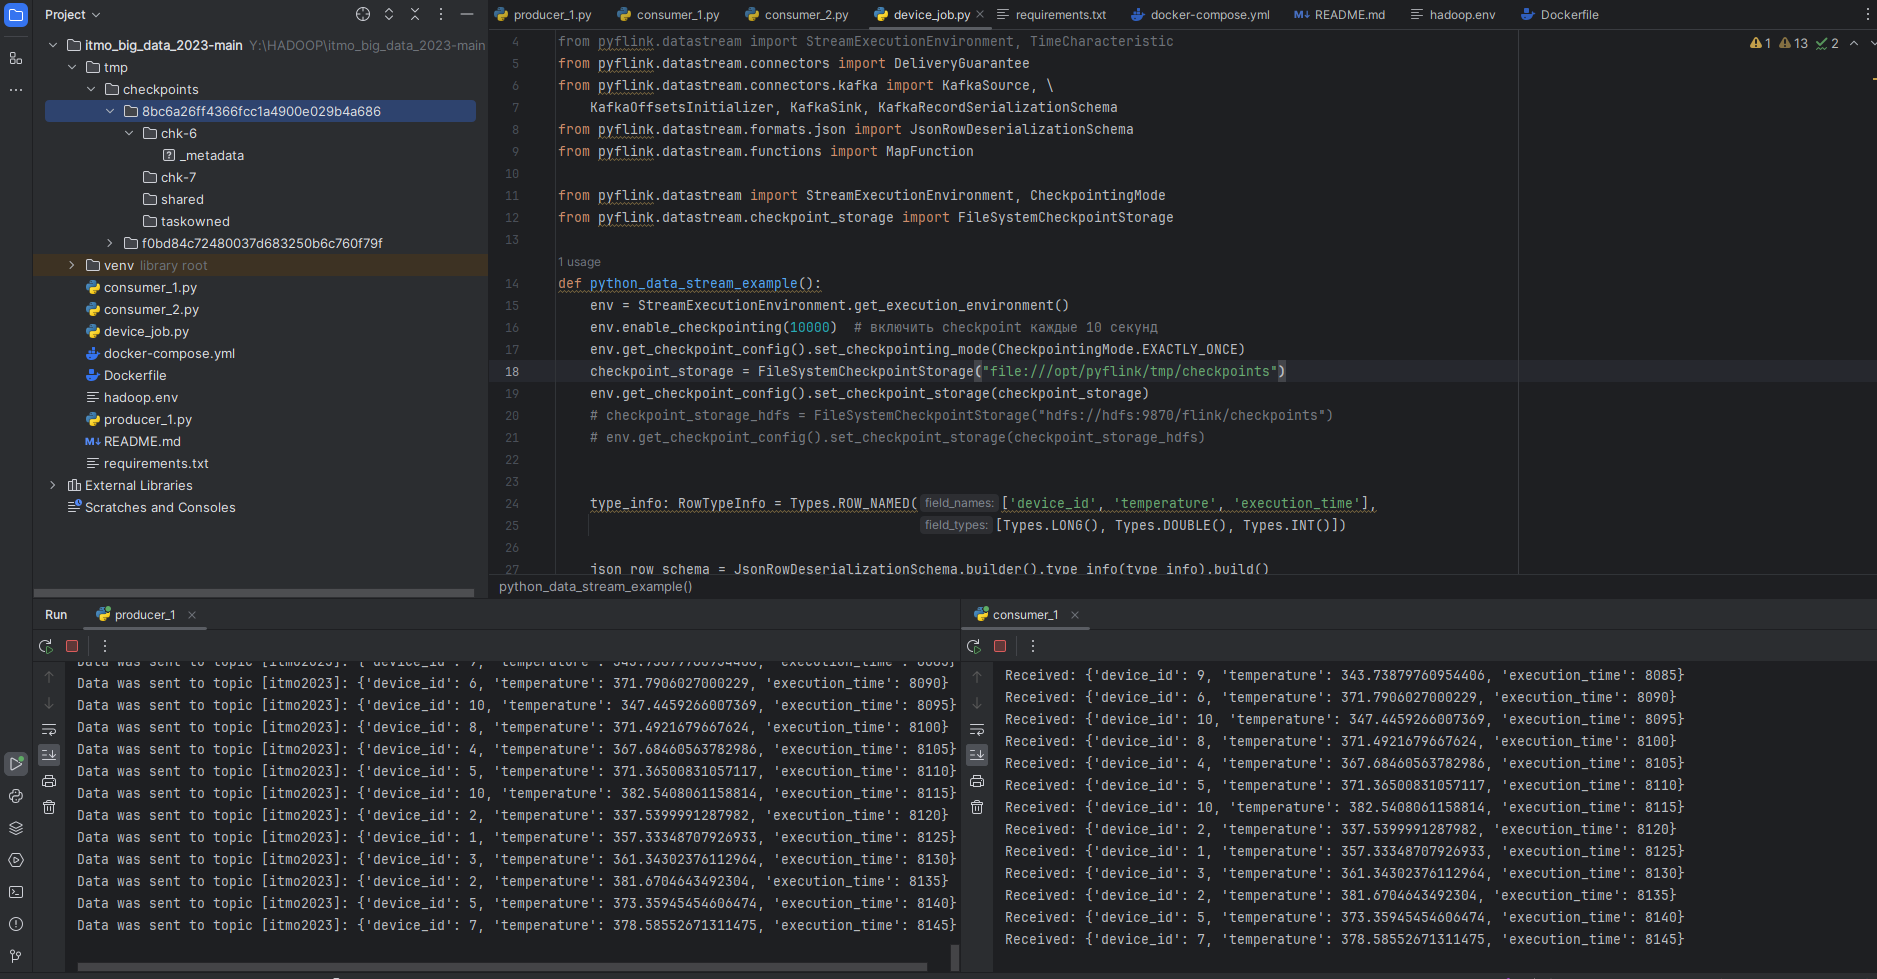 Project
producer_1.py
consumer_1.py
consumer_2.py
device_job.py
requirements.txt
docker-compose.yml
README.md
hadoop.env
Dockerfile
itmo_big_data_2023-main Y:\HADOOP\itmo_big_data_2023-main
tmp
checkpoints
8bc6a26ff4366fcc1a4900e029b4a686
chk-6
_metadata
chk-7
shared
taskowned
f0bd84c72480037d683250b6c760f79f
venv library root
consumer_1.py
consumer_2.py
device_job.py
docker-compose.yml
Dockerfile
hadoop.env
producer_1.py
README.md
requirements.txt
External Libraries
Scratches and Consoles
1 13 2
4 from pyflink.datastream import StreamExecutionEnvironment, TimeCharacteristic
5 from pyflink.datastream.connectors import DeliveryGuarantee
6 from pyflink.datastream.connectors.kafka import KafkaSource, \
7 KafkaOffsetsInitializer, KafkaSink, KafkaRecordSerializationSchema
8 from pyflink.datastream.formats.json import JsonRowDeserializationSchema
9 from pyflink.datastream.functions import MapFunction
10
11 from pyflink.datastream import StreamExecutionEnvironment, CheckpointingMode
12 from pyflink.datastream.checkpoint_storage import FileSystemCheckpointStorage
13
1 usage
14 def python_data_stream_example():
15 env = StreamExecutionEnvironment.get_execution_environment()
16 env.enable_checkpointing(10000) # включить checkpoint каждые 10 секунд
17 env.get_checkpoint_config().set_checkpointing_mode(CheckpointingMode.EXACTLY_ONCE)
18 checkpoint_storage = FileSystemCheckpointStorage("file:///opt/pyflink/tmp/checkpoints")
19 env.get_checkpoint_config().set_checkpoint_storage(checkpoint_storage)
20 # checkpoint_storage_hdfs = FileSystemCheckpointStorage("hdfs://hdfs:9870/flink/checkpoints")
21 # env.get_checkpoint_config().set_checkpoint_storage(checkpoint_storage_hdfs)
22
23
24 type_info: RowTypeInfo = Types.ROW_NAMED( field_names: ['device_id', 'temperature', 'execution_time'],
25 field_types: [Types.LONG(), Types.DOUBLE(), Types.INT()])
26
27 json_row_schema = JsonRowDeserializationSchema.builder().type_info(type_info).build()
python_data_stream_example()
Run producer_1
Data was sent to topic [itmo2023]: {'device_id': 9, 'temperature': 343.73879760954406, 'execution_time': 8085}
Data was sent to topic [itmo2023]: {'device_id': 6, 'temperature': 371.7906027000229, 'execution_time': 8090}
Data was sent to topic [itmo2023]: {'device_id': 10, 'temperature': 347.4459266007369, 'execution_time': 8095}
Data was sent to topic [itmo2023]: {'device_id': 8, 'temperature': 371.4921679667624, 'execution_time': 8100}
Data was sent to topic [itmo2023]: {'device_id': 4, 'temperature': 367.68460563782986, 'execution_time': 8105}
Data was sent to topic [itmo2023]: {'device_id': 5, 'temperature': 371.36500831057117, 'execution_time': 8110}
Data was sent to topic [itmo2023]: {'device_id': 10, 'temperature': 382.5408061158814, 'execution_time': 8115}
Data was sent to topic [itmo2023]: {'device_id': 2, 'temperature': 337.5399991287982, 'execution_time': 8120}
Data was sent to topic [itmo2023]: {'device_id': 1, 'temperature': 357.33348707926933, 'execution_time': 8125}
Data was sent to topic [itmo2023]: {'device_id': 3, 'temperature': 361.34302376112964, 'execution_time': 8130}
Data was sent to topic [itmo2023]: {'device_id': 2, 'temperature': 381.6704643492304, 'execution_time': 8135}
Data was sent to topic [itmo2023]: {'device_id': 5, 'temperature': 373.35945454606474, 'execution_time': 8140}
Data was sent to topic [itmo2023]: {'device_id': 7, 'temperature': 378.58552671311475, 'execution_time': 8145}
consumer_1
Received: {'device_id': 9, 'temperature': 343.73879760954406, 'execution_time': 8085}
Received: {'device_id': 6, 'temperature': 371.7906027000229, 'execution_time': 8090}
Received: {'device_id': 10, 'temperature': 347.4459266007369, 'execution_time': 8095}
Received: {'device_id': 8, 'temperature': 371.4921679667624, 'execution_time': 8100}
Received: {'device_id': 4, 'temperature': 367.68460563782986, 'execution_time': 8105}
Received: {'device_id': 5, 'temperature': 371.36500831057117, 'execution_time': 8110}
Received: {'device_id': 10, 'temperature': 382.5408061158814, 'execution_time': 8115}
Received: {'device_id': 2, 'temperature': 337.5399991287982, 'execution_time': 8120}
Received: {'device_id': 1, 'temperature': 357.33348707926933, 'execution_time': 8125}
Received: {'device_id': 3, 'temperature': 361.34302376112964, 'execution_time': 8130}
Received: {'device_id': 2, 'temperature': 381.6704643492304, 'execution_time': 8135}
Received: {'device_id': 5, 'temperature': 373.35945454606474, 'execution_time': 8140}
Received: {'device_id': 7, 'temperature': 378.58552671311475, 'execution_time': 8145}